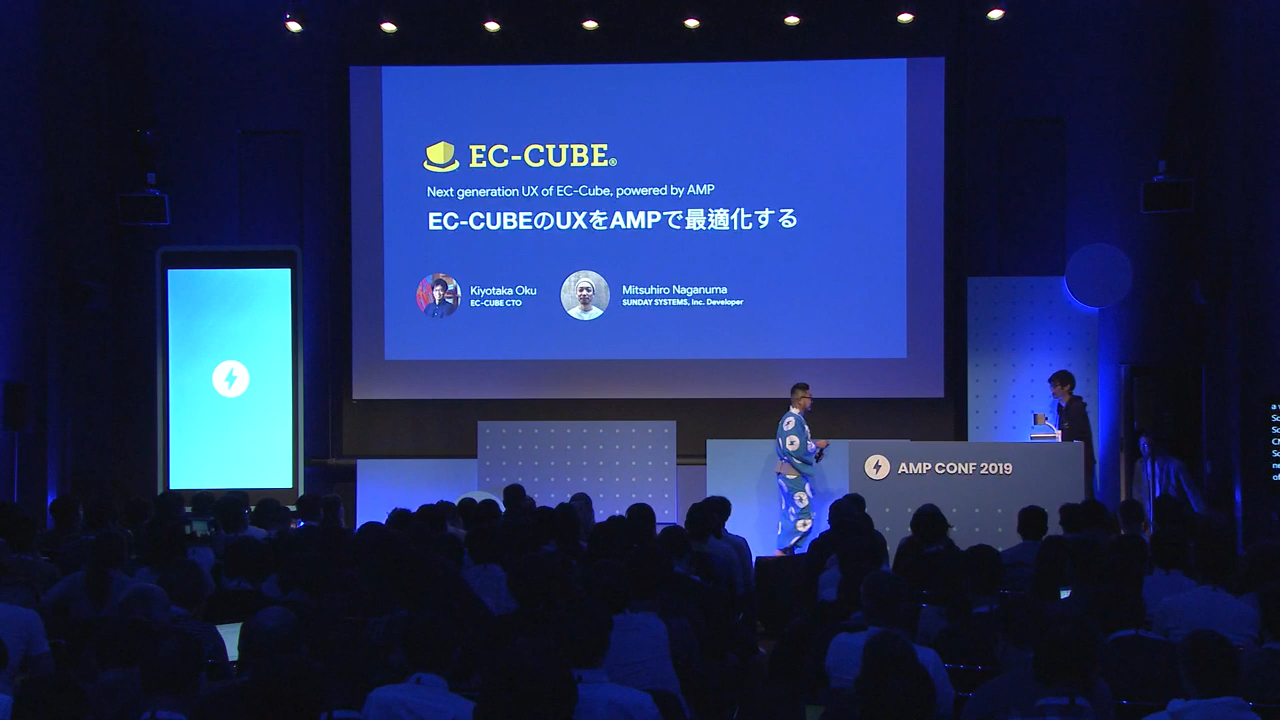 EC-CUBE®
Next generation UX of EC-Cube, powered by AMP
EC-CUBEのUXをAMPで最適化する
Kiyotaka Oku
EC-CUBE CTO
Mitsuhiro Naganuma
SUNDAY SYSTEMS, Inc. Developer
AMP CONF 2019